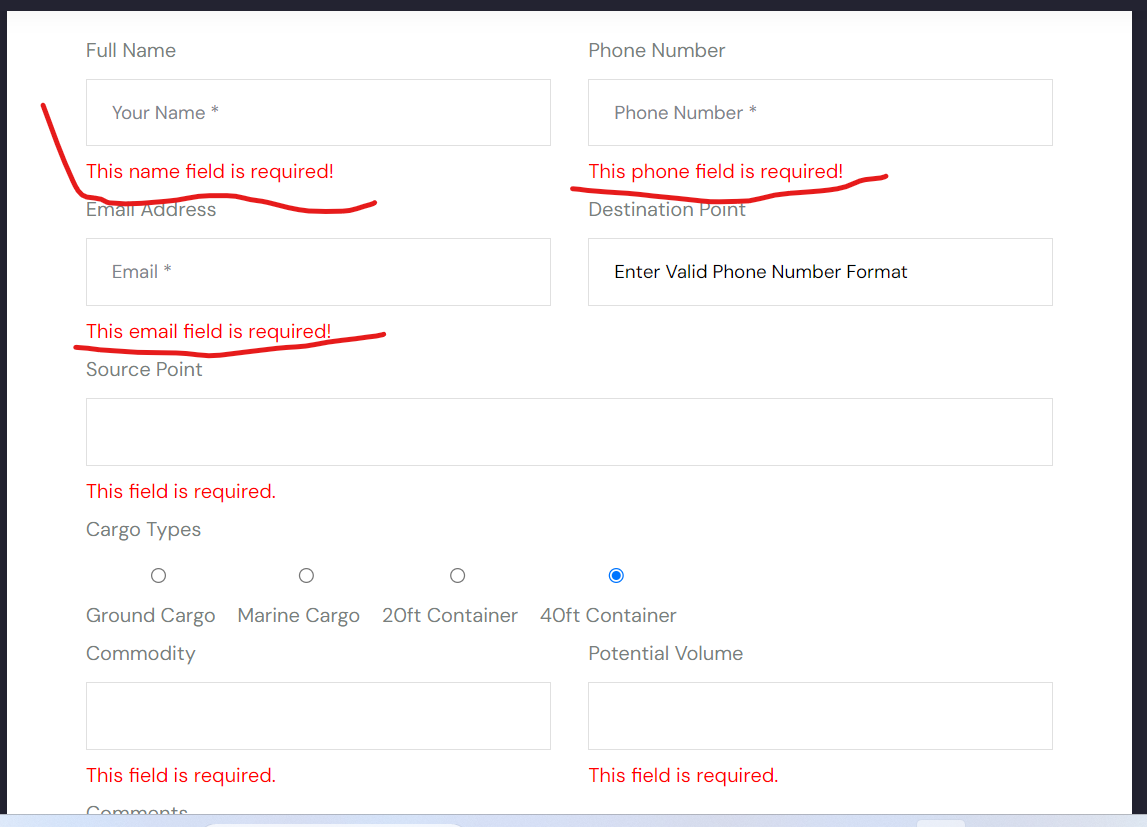 Full Name Phone Number
Your Name * Phone Number *
This name field is required! This phone field is required!
Email Address Destination Point
Email * Enter Valid Phone Number Format
This email field is required!
Source Point
This field is required.
Cargo Types
Ground Cargo Marine Cargo 20ft Container 40ft Container
Commodity Potential Volume
This field is required. This field is required.
Comments